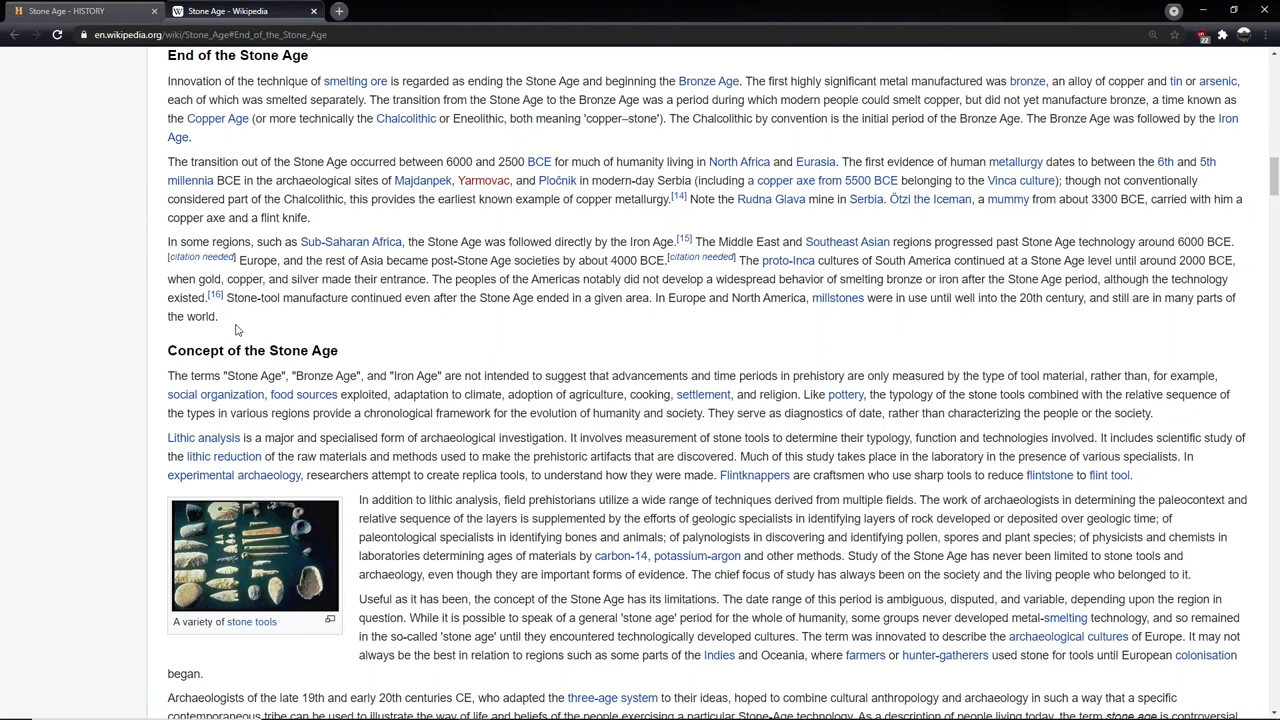 Stone Age - HISTORY
Stone Age - Wikipedia
en.wikipedia.org/wiki/Stone_Age#End_of_the_Stone_Age
22
End of the Stone Age
Innovation of the technique of smelting ore is regarded as ending the Stone Age and beginning the Bronze Age. The first highly significant metal manufactured was bronze, an alloy of copper and tin or arsenic,
each of which was smelted separately. The transition from the Stone Age to the Bronze Age was a period during which modern people could smelt copper, but did not yet manufacture bronze, a time known as
the Copper Age (or more technically the Chalcolithic or Eneolithic, both meaning 'copper–stone'). The Chalcolithic by convention is the initial period of the Bronze Age. The Bronze Age was followed by the Iron
Age.
The transition out of the Stone Age occurred between 6000 and 2500 BCE for much of humanity living in North Africa and Eurasia. The first evidence of human metallurgy dates to between the 6th and 5th
millennia BCE in the archaeological sites of Majdanpek, Yarmovac, and Pločnik in modern-day Serbia (including a copper axe from 5500 BCE belonging to the Vinca culture); though not conventionally
considered part of the Chalcolithic, this provides the earliest known example of copper metallurgy.[14] Note the Rudna Glava mine in Serbia. Ötzi the Iceman, a mummy from about 3300 BCE, carried with him a
copper axe and a flint knife.
In some regions, such as Sub-Saharan Africa, the Stone Age was followed directly by the Iron Age.[15] The Middle East and Southeast Asian regions progressed past Stone Age technology around 6000 BCE.
[citation needed] Europe, and the rest of Asia became post-Stone Age societies by about 4000 BCE.[citation needed] The proto-Inca cultures of South America continued at a Stone Age level until around 2000 BCE,
when gold, copper, and silver made their entrance. The peoples of the Americas notably did not develop a widespread behavior of smelting bronze or iron after the Stone Age period, although the technology
existed.[16] Stone-tool manufacture continued even after the Stone Age ended in a given area. In Europe and North America, millstones were in use until well into the 20th century, and still are in many parts of
the world.
Concept of the Stone Age
The terms "Stone Age", "Bronze Age", and "Iron Age" are not intended to suggest that advancements and time periods in prehistory are only measured by the type of tool material, rather than, for example,
social organization, food sources exploited, adaptation to climate, adoption of agriculture, cooking, settlement, and religion. Like pottery, the typology of the stone tools combined with the relative sequence of
the types in various regions provide a chronological framework for the evolution of humanity and society. They serve as diagnostics of date, rather than characterizing the people or the society.
Lithic analysis is a major and specialised form of archaeological investigation. It involves measurement of stone tools to determine their typology, function and technologies involved. It includes scientific study of
the lithic reduction of the raw materials and methods used to make the prehistoric artifacts that are discovered. Much of this study takes place in the laboratory in the presence of various specialists. In
experimental archaeology, researchers attempt to create replica tools, to understand how they were made. Flintknappers are craftsmen who use sharp tools to reduce flintstone to flint tool.
In addition to lithic analysis, field prehistorians utilize a wide range of techniques derived from multiple fields. The work of archaeologists in determining the paleocontext and
relative sequence of the layers is supplemented by the efforts of geologic specialists in identifying layers of rock developed or deposited over geologic time; of
paleontological specialists in identifying bones and animals; of palynologists in discovering and identifying pollen, spores and plant species; of physicists and chemists in
laboratories determining ages of materials by carbon-14, potassium-argon and other methods. Study of the Stone Age has never been limited to stone tools and
archaeology, even though they are important forms of evidence. The chief focus of study has always been on the society and the living people who belonged to it.
A variety of stone tools
Useful as it has been, the concept of the Stone Age has its limitations. The date range of this period is ambiguous, disputed, and variable, depending upon the region in
question. While it is possible to speak of a general 'stone age' period for the whole of humanity, some groups never developed metal-smelting technology, and so remained
in the so-called 'stone age' until they encountered technologically developed cultures. The term was innovated to describe the archaeological cultures of Europe. It may not
always be the best in relation to regions such as some parts of the Indies and Oceania, where farmers or hunter-gatherers used stone for tools until European colonisation
began.
Archaeologists of the late 19th and early 20th centuries CE, who adapted the three-age system to their ideas, hoped to combine cultural anthropology and archaeology in such a way that a specific
contemporaneous tribe can be used to illustrate the way of life and beliefs of the people exercising a particular Stone-Age technology. As a description of people living today, the term stone age is controversial.